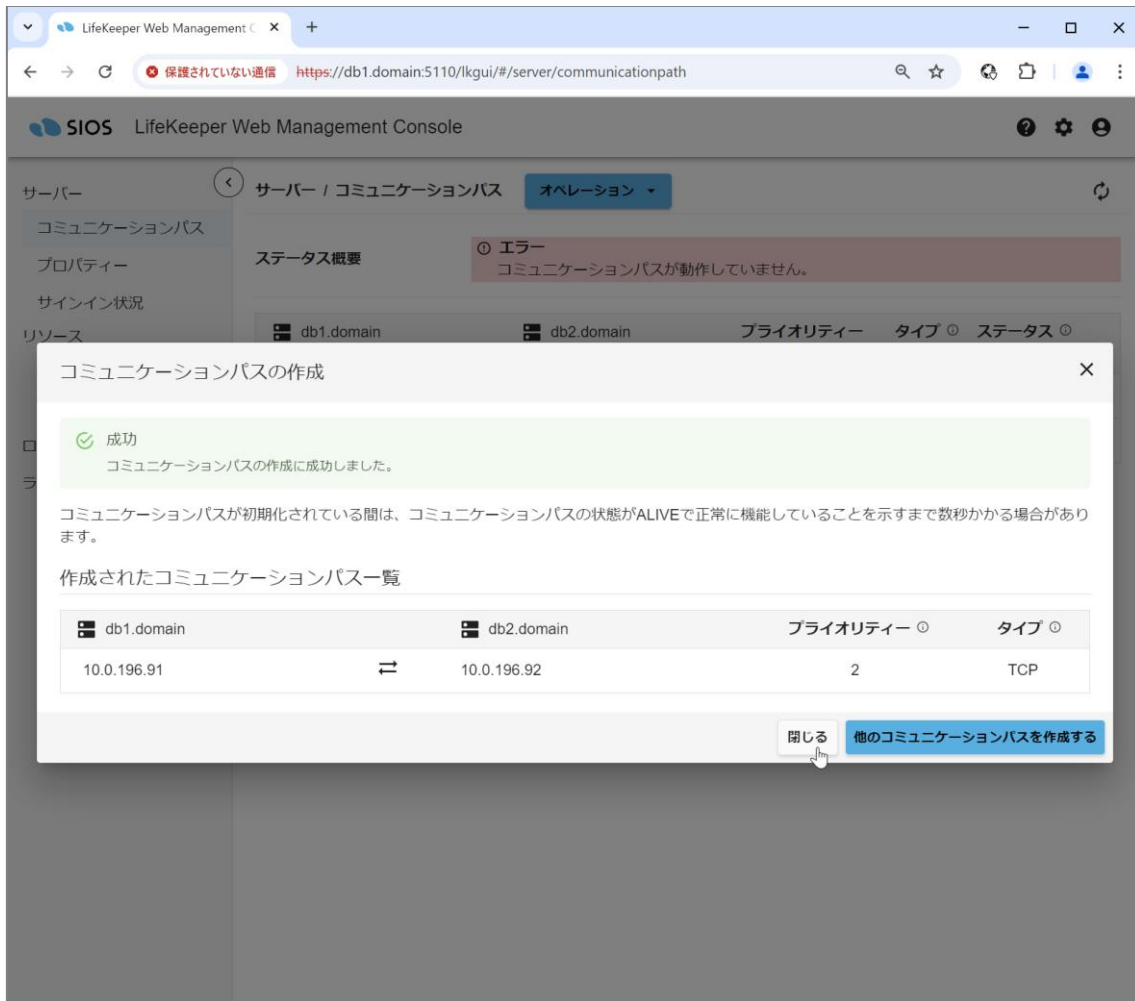 LifeKeeper Web Management C
保護されていない通信 https://db1.domain:5110/lkgui/#/server/communicationpath
SIOS LifeKeeper Web Management Console
サーバー
サーバー / コミュニケーションパス オペレーション
コミュニケーションパス
プロパティー
ステータス概要
エラー
コミュニケーションパスが動作していません。
サインイン状況
リソース
db1.domain db2.domain プライオリティー タイプ ステータス
ロ
ラ
コミュニケーションパスの作成
成功
コミュニケーションパスの作成に成功しました。
コミュニケーションパスが初期化されている間は、コミュニケーションパスの状態がALIVEで正常に機能していることを示すまで数秒かかる場合があり
ます。
作成されたコミュニケーションパス一覧
db1.domain db2.domain プライオリティー タイプ
10.0.196.91 10.0.196.92 2 TCP
閉じる 他のコミュニケーションパスを作成する